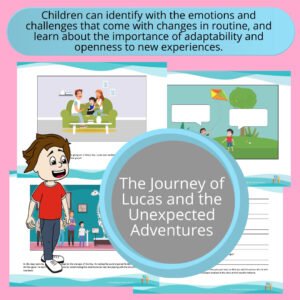 Children can identify with the emotions and
challenges that come with changes in routine, and
learn about the importance of adaptability and
openness to new experiences.
The Journey of
Lucas and the
Unexpected
Adventures